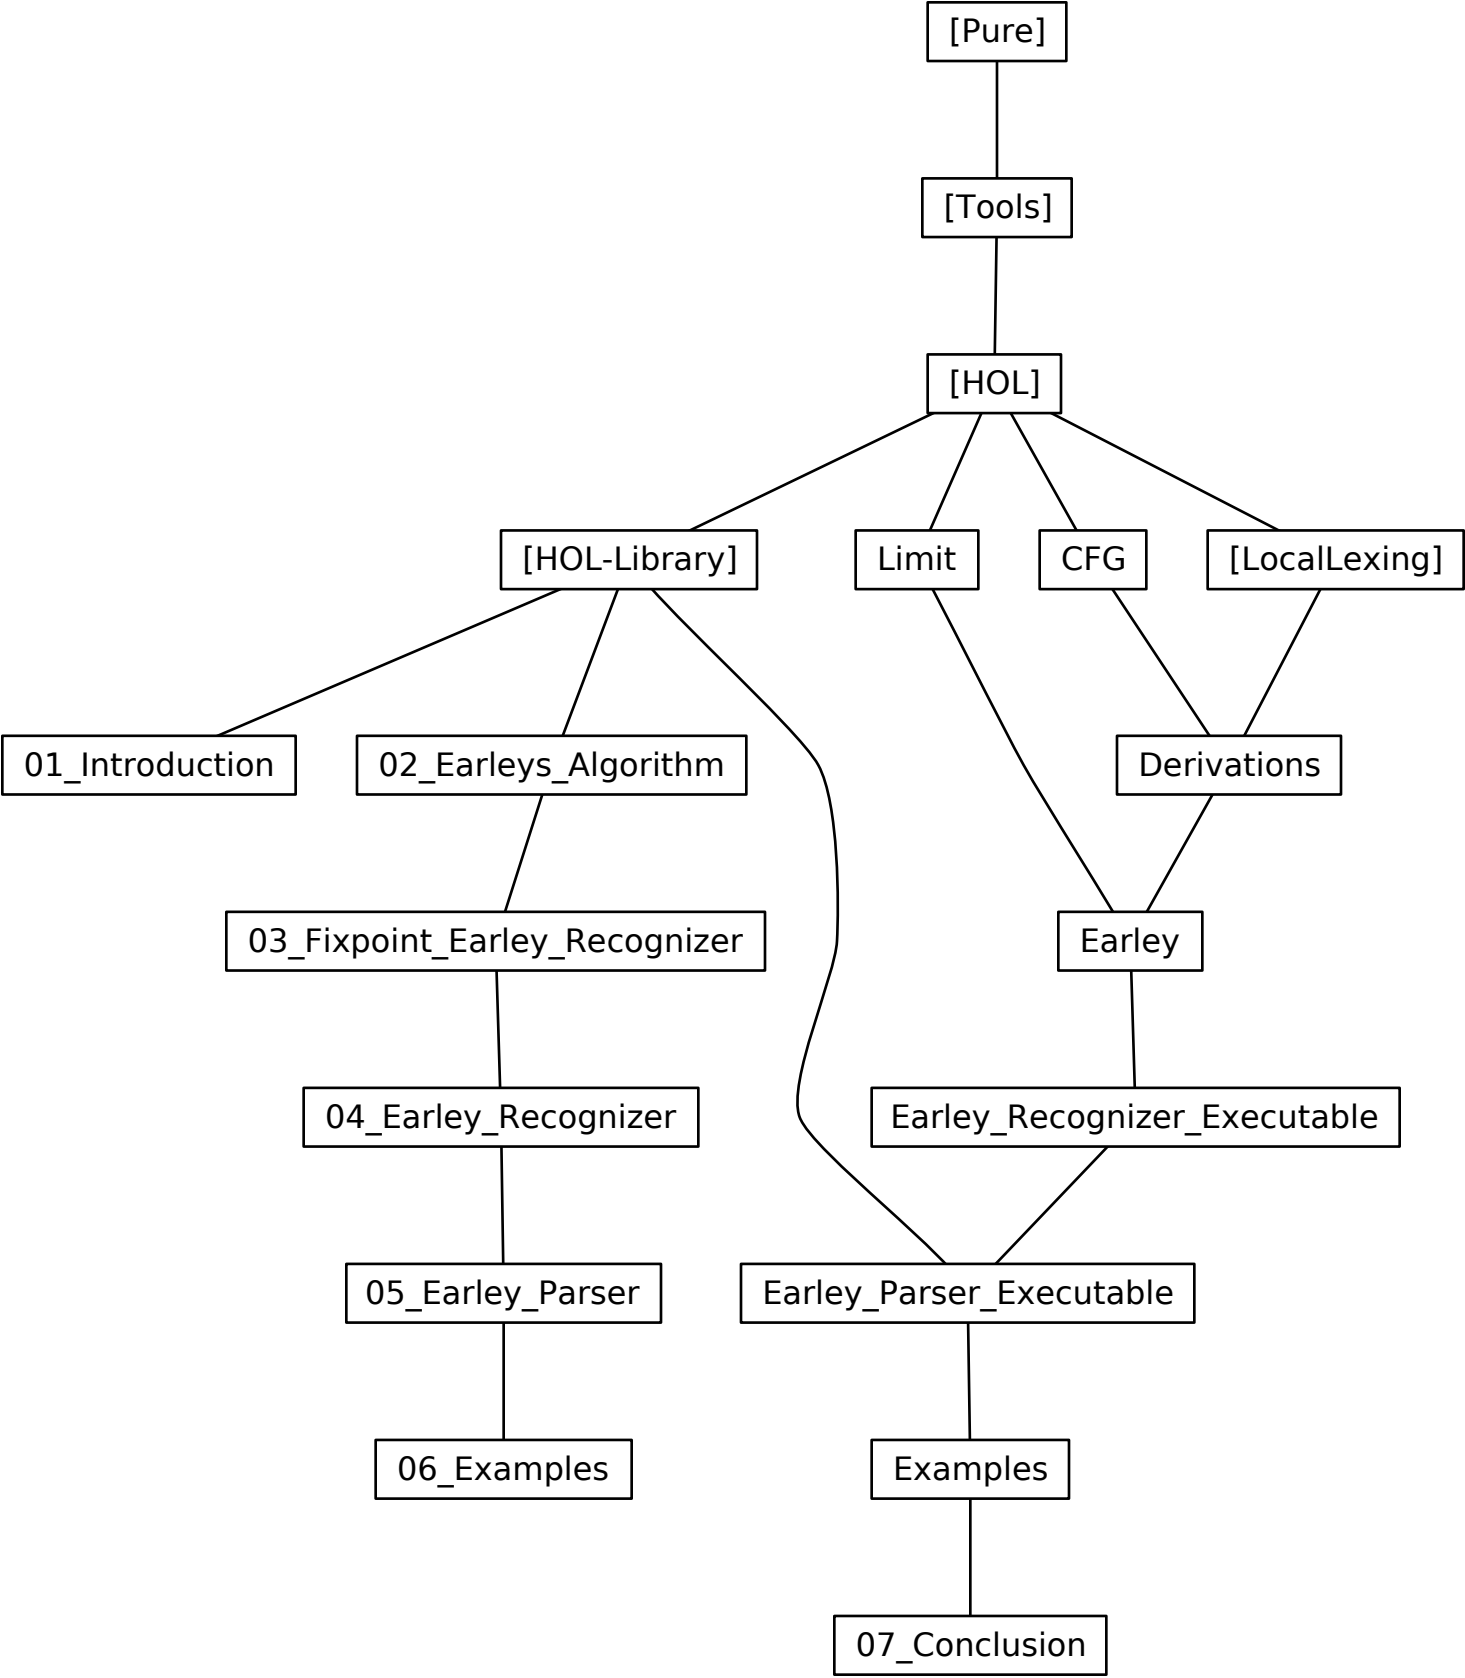 [Pure]
[Tools]
[HOL]
[HOL-Library]
Limit
CFG
[LocalLexing]
01_Introduction
02_Earleys_Algorithm
Derivations
03_Fixpoint_Earley_Recognizer
Earley
04_Earley_Recognizer
Earley_Recognizer_Executable
05_Earley_Parser
Earley_Parser_Executable
06_Examples
Examples
07_Conclusion